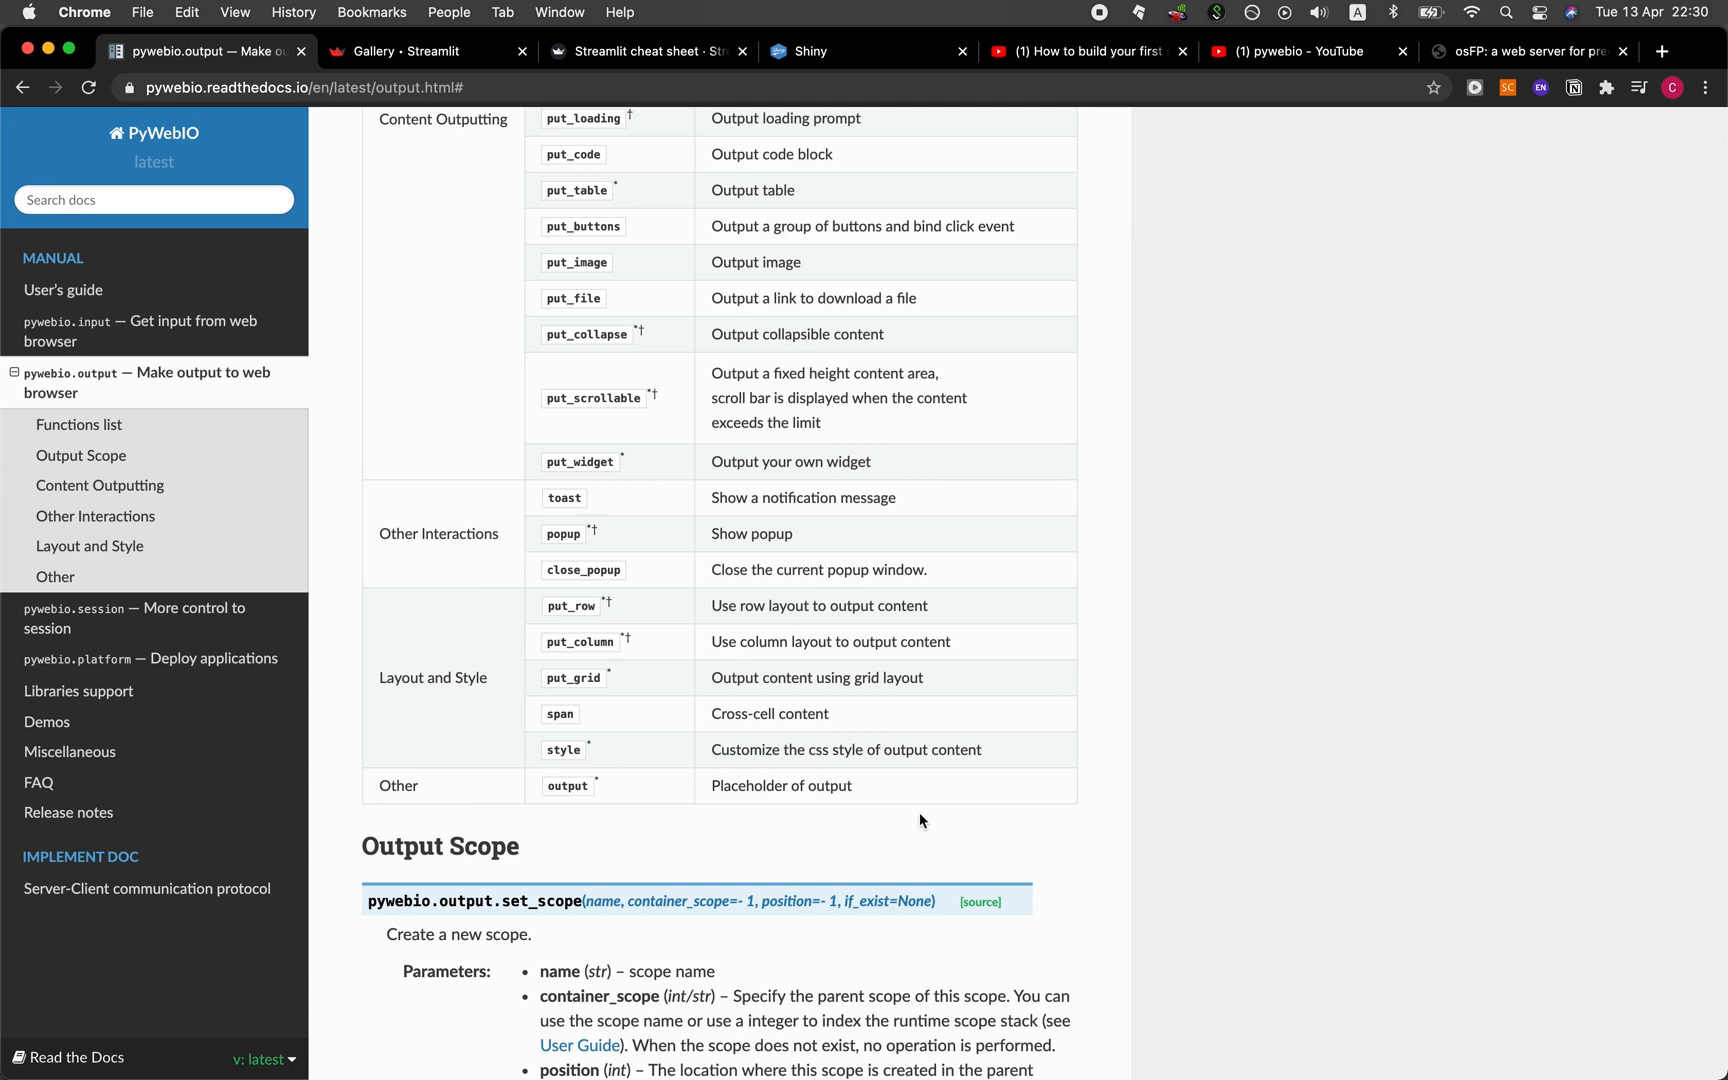 Chrome File Edit View History Bookmarks People Tab Window Help A Tue 13 Apr 22:30
pywebio.output — Make ou Gallery • Streamlit Streamlit cheat sheet · Str Shiny (1) How to build your first (1) pywebio - YouTube osFP: a web server for pre
pywebio.readthedocs.io/en/latest/output.html# SC EN C
PyWebIO
latest
Search docs
MANUAL
User's guide
pywebio.input — Get input from web
browser
pywebio.output — Make output to web
browser
Functions list
Output Scope
Content Outputting
Other Interactions
Layout and Style
Other
pywebio.session — More control to
session
pywebio.platform — Deploy applications
Libraries support
Demos
Miscellaneous
FAQ
Release notes
IMPLEMENT DOC
Server-Client communication protocol
Read the Docs v: latest
Content Outputting put_loading † Output loading prompt
put_code Output code block
put_table * Output table
put_buttons Output a group of buttons and bind click event
put_image Output image
put_file Output a link to download a file
put_collapse *† Output collapsible content
Output a fixed height content area,
put_scrollable *† scroll bar is displayed when the content
exceeds the limit
put_widget * Output your own widget
toast Show a notification message
Other Interactions popup *† Show popup
close_popup Close the current popup window.
put_row *† Use row layout to output content
put_column *† Use column layout to output content
Layout and Style put_grid * Output content using grid layout
span Cross-cell content
style * Customize the css style of output content
Other output * Placeholder of output
Output Scope
pywebio.output.set_scope(name, container_scope=- 1, position=- 1, if_exist=None) [source]
Create a new scope.
Parameters: • name (str) – scope name
• container_scope (int/str) – Specify the parent scope of this scope. You can
use the scope name or use a integer to index the runtime scope stack (see
User Guide). When the scope does not exist, no operation is performed.
• position (int) – The location where this scope is created in the parent